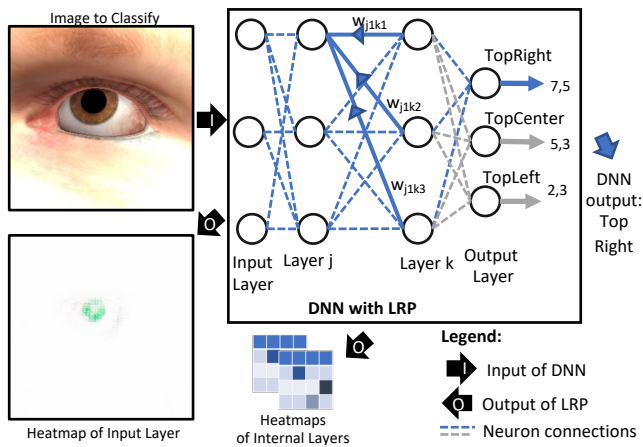 Image to Classify
I
O
w_j1k1
w_j1k2
w_j1k3
TopRight
7,5
TopCenter
5,3
TopLeft
2,3
DNN
output:
Top
Right
Input
Layer
Layer j
Layer k
Output
Layer
DNN with LRP
Heatmap of Input Layer
O
Heatmaps
of Internal Layers
Legend:
I Input of DNN
O Output of LRP
Neuron connections